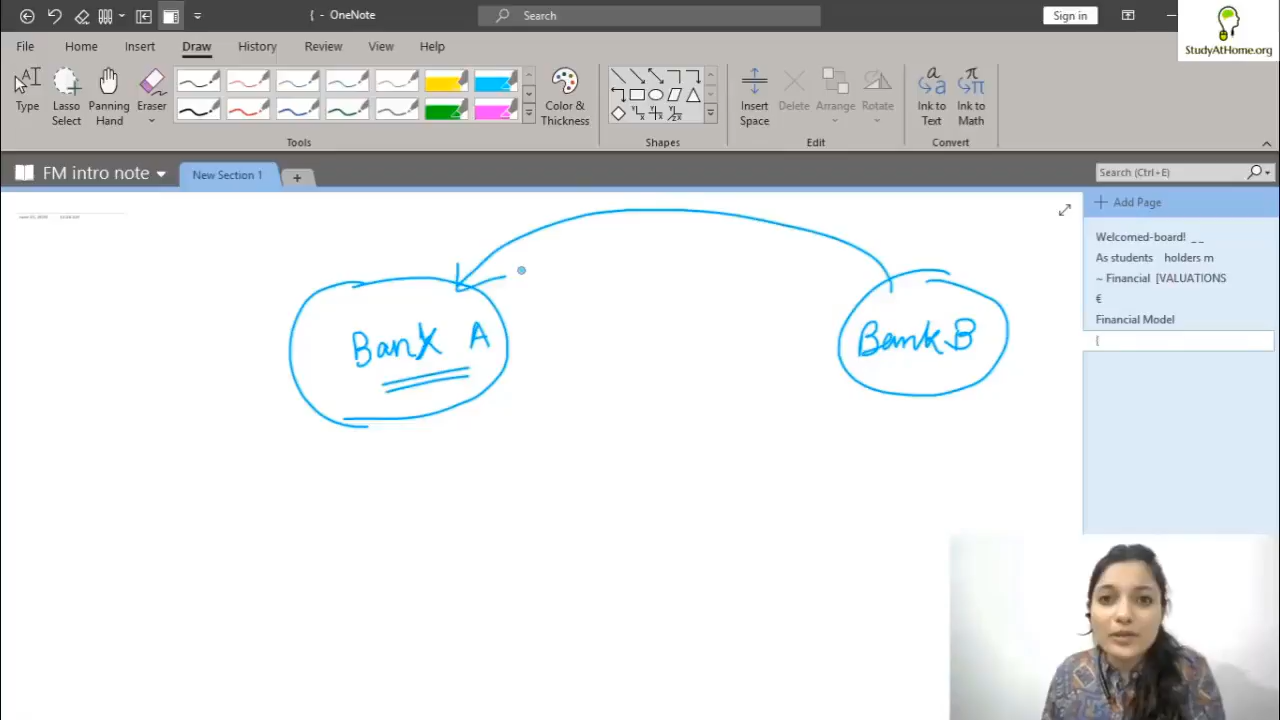 { - OneNote
Search
Sign in
StudyAtHome.org
File Home Insert Draw History Review View Help
Type
Lasso Select
Panning Hand
Eraser
Color & Thickness
Insert Space
Delete
Arrange
Rotate
Ink to Text
Ink to Math
Tools
Shapes
Edit
Convert
FM intro note
New Section 1
Search (Ctrl+E)
Add Page
Welcomed-board! _ _
As students holders m
~ Financial [VALUATIONS
€
Financial Model
[
Bank A
Bank B